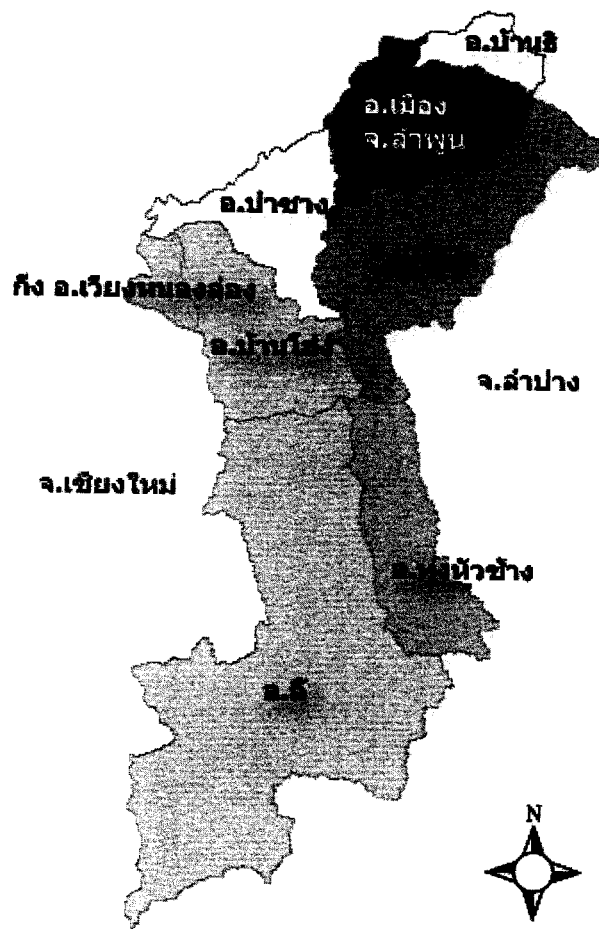 อ.บ้านธิ
อ.เมือง
จ.ลำพูน
อ.ป่าซาง
กิ่ง อ.เวียงหนองล่อง
อ.บ้านโฮ่ง
จ.ลำปาง
จ.เชียงใหม่
อ.ทุ่งหัวช้าง
อ.ลี้
N